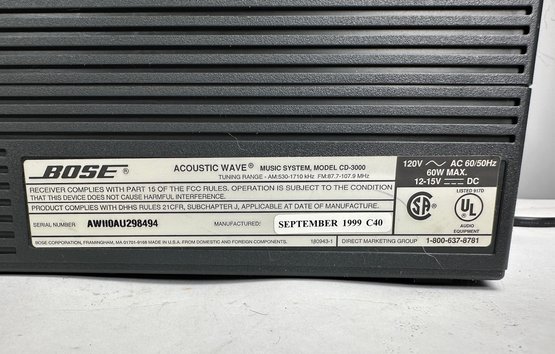 BOSE®
ACOUSTIC WAVE® MUSIC SYSTEM, MODEL CD-3000
TUNING RANGE - AM:530-1710 kHz FM:87.7-107.9 MHz
120V ~ AC 60/50Hz
60W MAX.
12-15V DC
RECEIVER COMPLIES WITH PART 15 OF THE FCC RULES. OPERATION IS SUBJECT TO THE CONDITION
THAT THIS DEVICE DOES NOT CAUSE HARMFUL INTERFERENCE.
PRODUCT COMPLIES WITH DHHS RULES 21CFR, SUBCHAPTER J, APPLICABLE AT DATE OF MANUFACTURE.
SERIAL NUMBER AW110AU298494 MANUFACTURED: SEPTEMBER 1999 C40
BOSE CORPORATION, FRAMINGHAM, MA 01701-9168 MADE IN U.S.A. FROM DOMESTIC AND FOREIGN COMPONENTS. 180943-1
SA
LISTED 917D
UL
AUDIO
EQUIPMENT
DIRECT MARKETING GROUP 1-800-637-8781